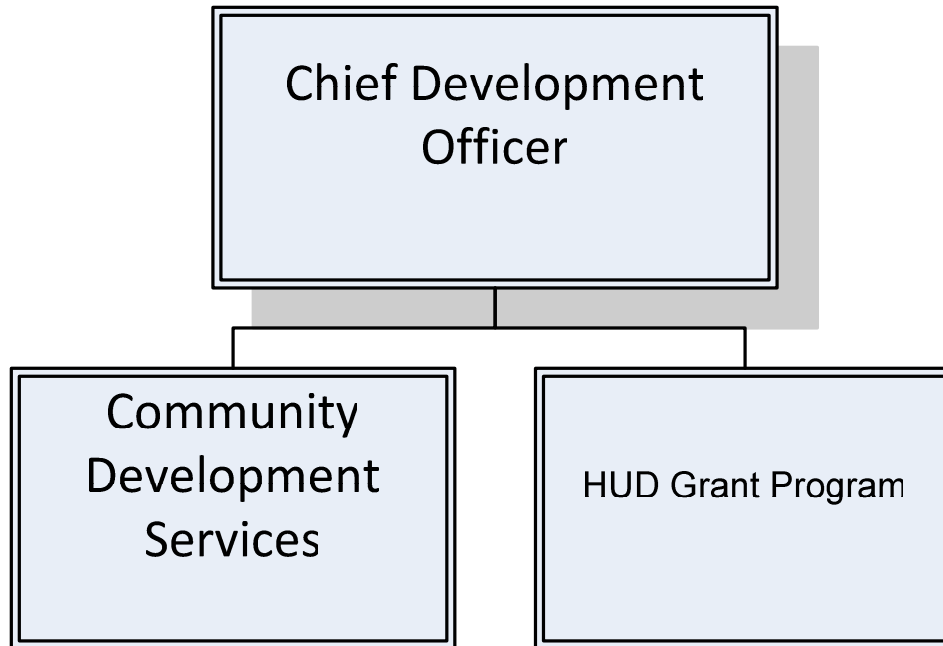 Chief Development
Officer
Community
Development
Services
HUD Grant Program